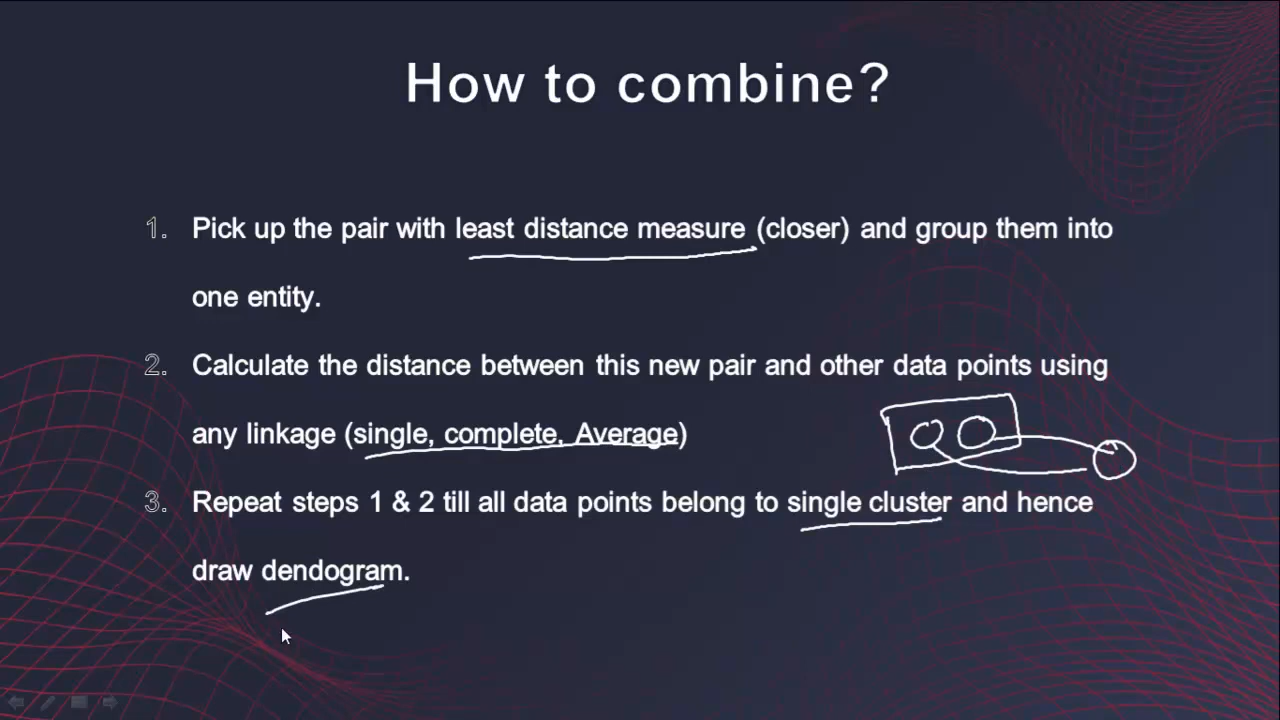 How to combine?
1. Pick up the pair with least distance measure (closer) and group them into
one entity.
2. Calculate the distance between this new pair and other data points using
any linkage (single, complete, Average)
3. Repeat steps 1 & 2 till all data points belong to single cluster and hence
draw dendogram.